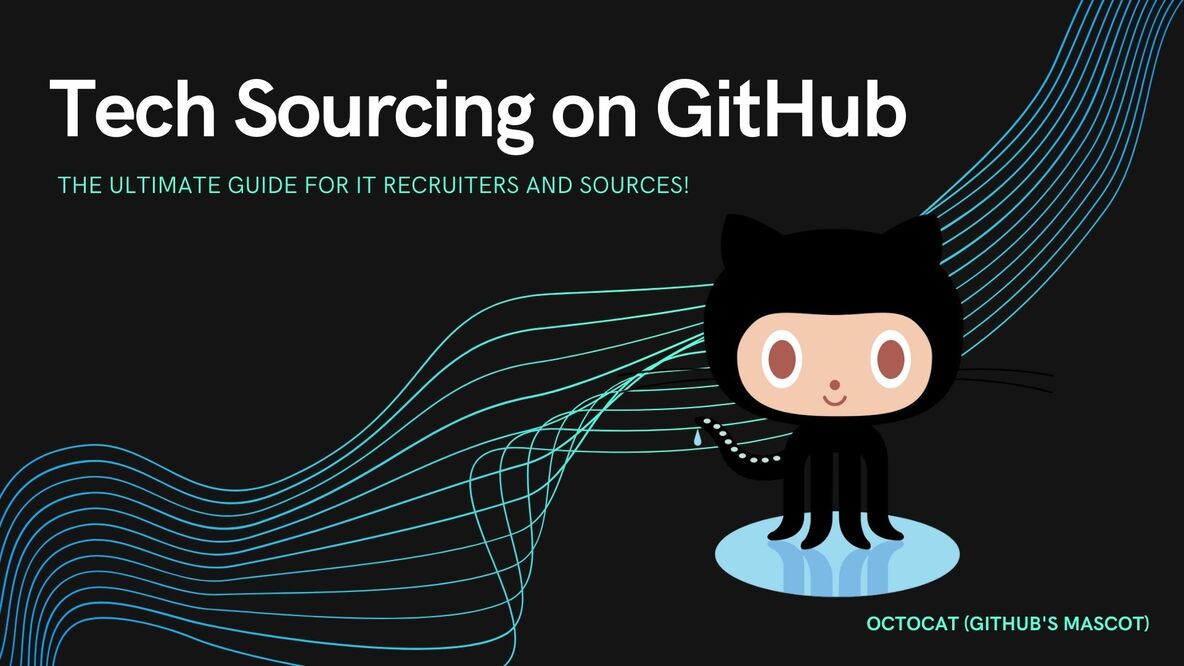 Tech Sourcing on GitHub
THE ULTIMATE GUIDE FOR IT RECRUITERS AND SOURCES!
OCTOCAT (GITHUB'S MASCOT)